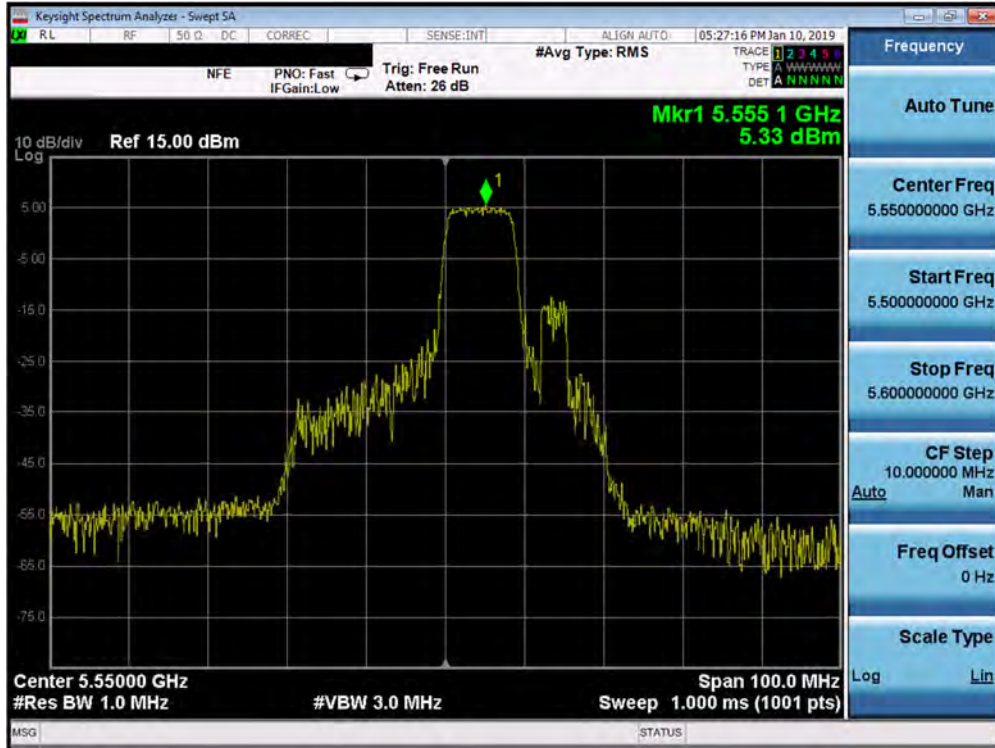 Keysight Spectrum Analyzer - Swept SA
LXI RL RF 50 Ω DC CORREC SENSE:INT ALIGN AUTO 05:27:16 PM Jan 10, 2019
#Avg Type: RMS TRACE 1 2 3 4 5 6
NFE PNO: Fast Trig: Free Run TYPE A WWWWW
IFGain:Low Atten: 26 dB DET A N N N N N
Mkr1 5.555 1 GHz
10 dB/div Ref 15.00 dBm 5.33 dBm
Log
1
5.00
-5.00
-15.0
-25.0
-35.0
-45.0
-55.0
-65.0
-75.0
Center 5.55000 GHz Span 100.0 MHz
#Res BW 1.0 MHz #VBW 3.0 MHz Sweep 1.000 ms (1001 pts)
MSG STATUS
Frequency
Auto Tune
Center Freq
5.550000000 GHz
Start Freq
5.500000000 GHz
Stop Freq
5.600000000 GHz
CF Step
10.000000 MHz
Auto Man
Freq Offset
0 Hz
Scale Type
Log Lin